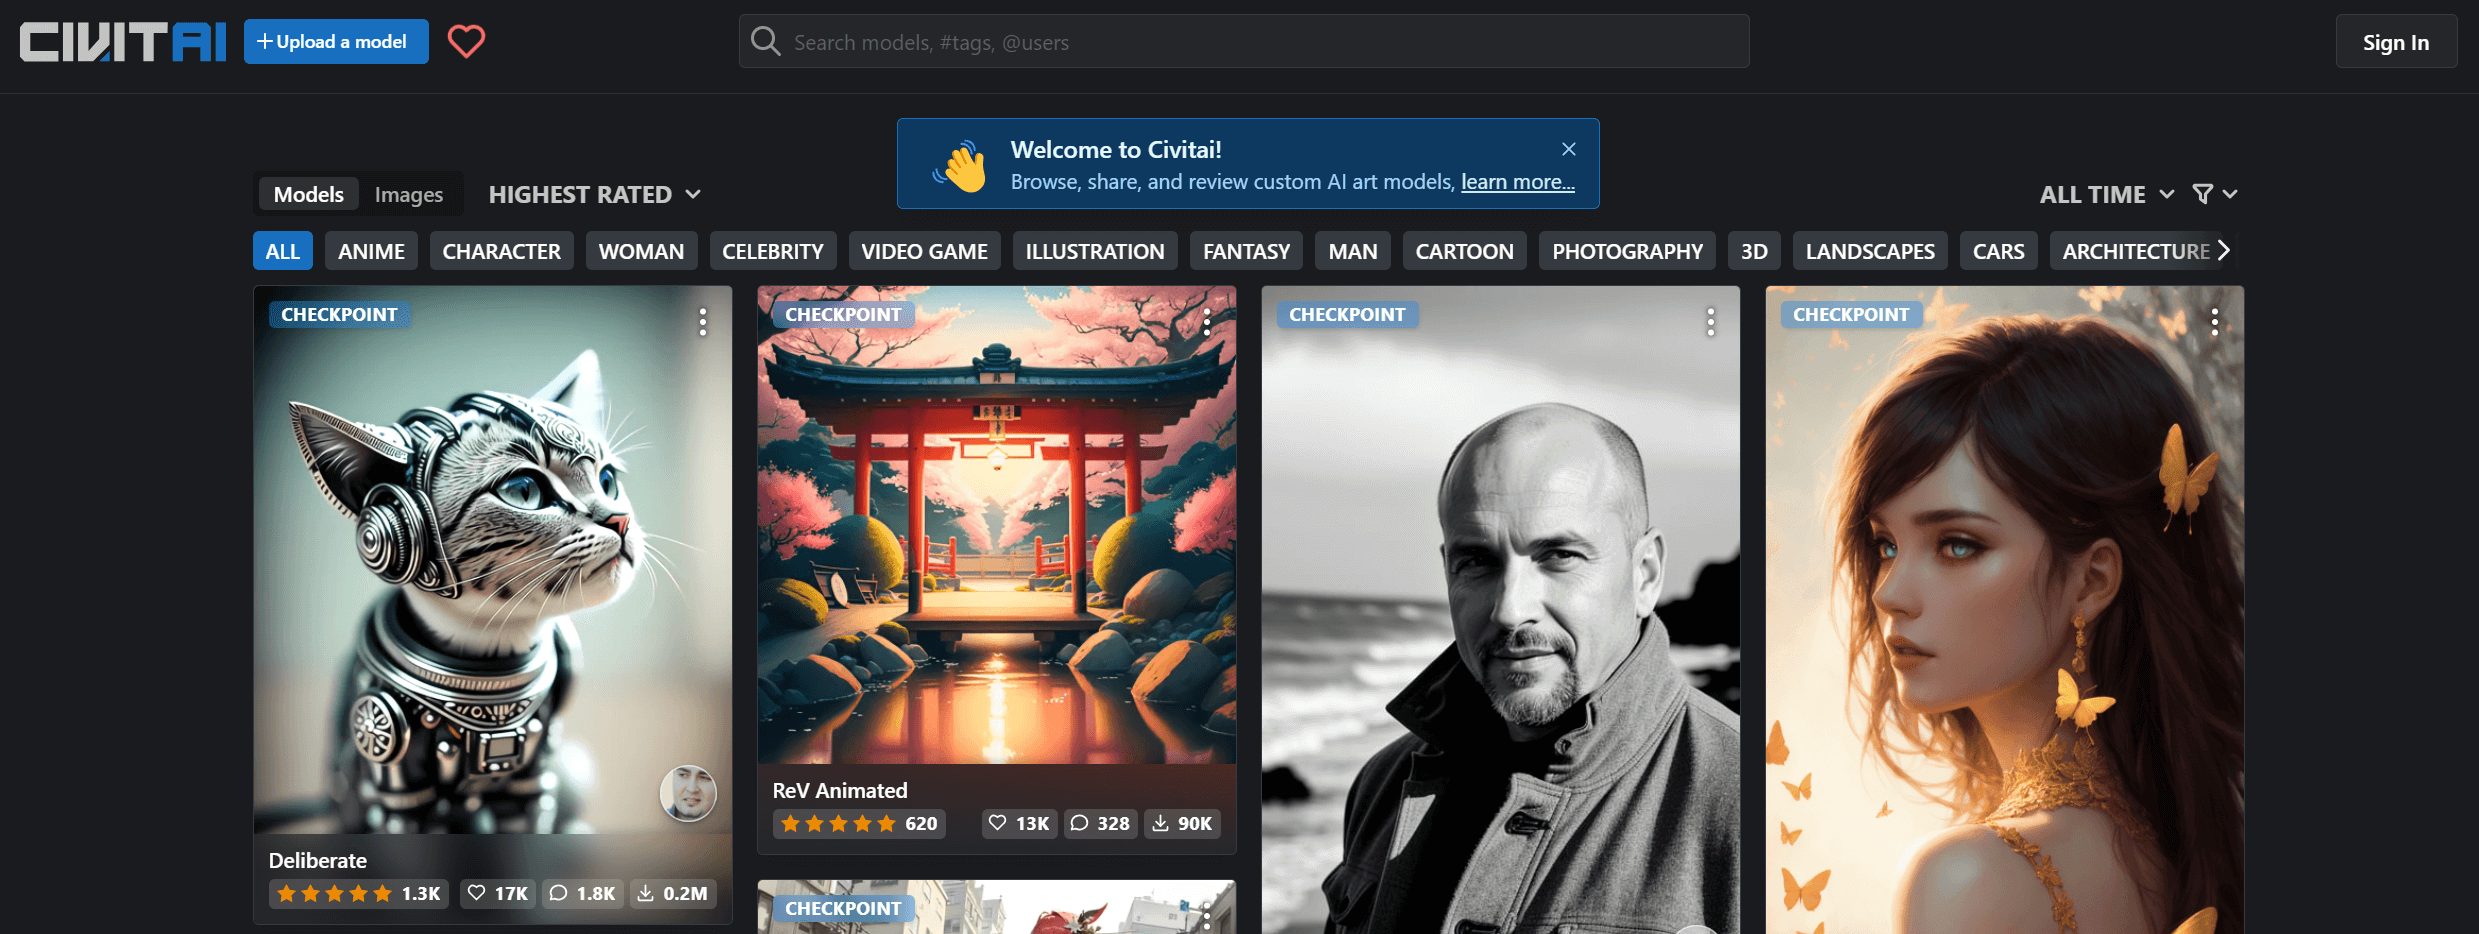 CIVITAI
Upload a model
Search models, #tags, @users
Sign In
Welcome to Civitai!
Browse, share, and review custom AI art models, learn more...
Models Images HIGHEST RATED
ALL TIME
ALL ANIME CHARACTER WOMAN CELEBRITY VIDEO GAME ILLUSTRATION FANTASY MAN CARTOON PHOTOGRAPHY 3D LANDSCAPES CARS ARCHITECTURE
CHECKPOINT
Deliberate
1.3K 17K 1.8K 0.2M
CHECKPOINT
ReV Animated
620 13K 328 90K
CHECKPOINT
CHECKPOINT
CHECKPOINT